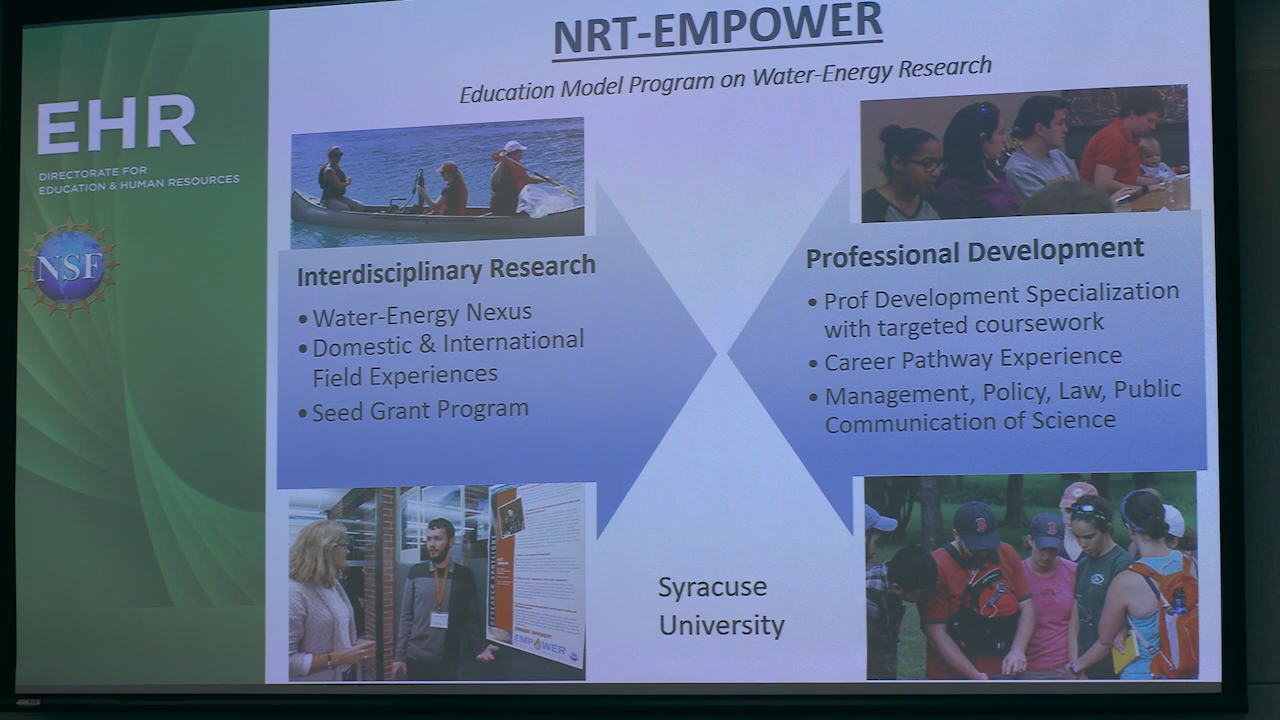 NRT-EMPOWER
Education Model Program on Water-Energy Research
EHR
DIRECTORATE FOR
EDUCATION & HUMAN RESOURCES
NSF
Interdisciplinary Research
• Water-Energy Nexus
• Domestic & International
Field Experiences
• Seed Grant Program
Professional Development
• Prof Development Specialization
with targeted coursework
• Career Pathway Experience
• Management, Policy, Law, Public
Communication of Science
EMPOWER
Syracuse
University